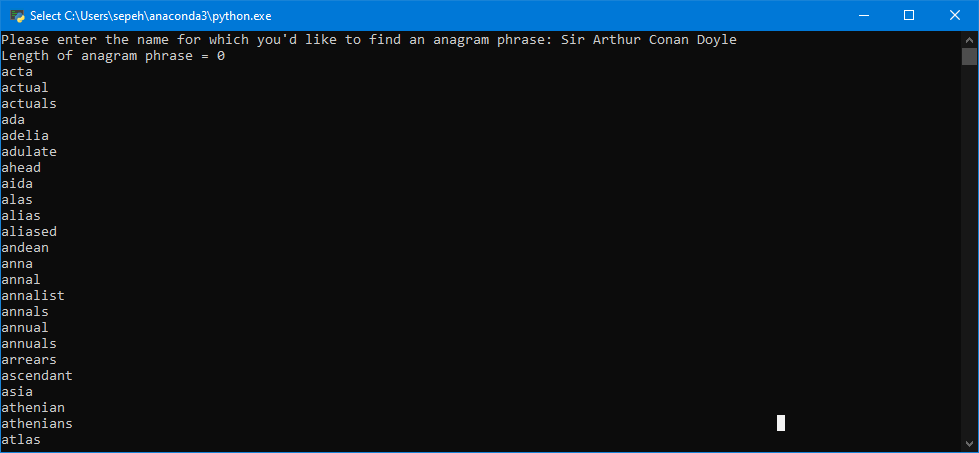 Select C:\Users\sepeh\anaconda3\python.exe
Please enter the name for which you'd like to find an anagram phrase: Sir Arthur Conan Doyle
Length of anagram phrase = 0
acta
actual
actuals
ada
adelia
adulate
ahead
aida
alas
alias
aliased
andean
anna
annal
annalist
annals
annual
annuals
arrears
ascendant
asia
athenian
athenians
atlas